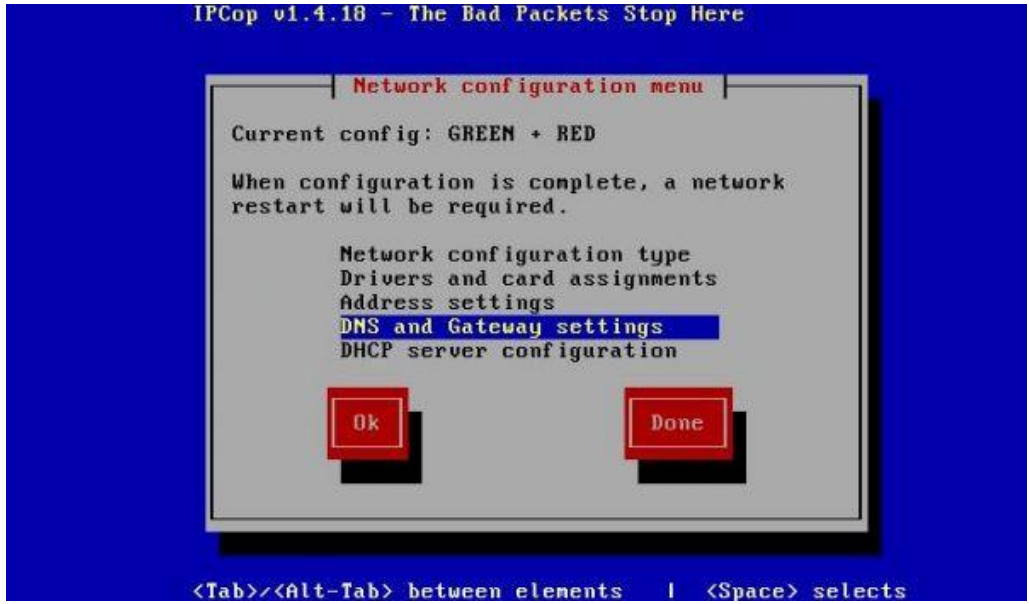 IPCop v1.4.18 - The Bad Packets Stop Here
Network configuration menu
Current config: GREEN + RED
When configuration is complete, a network
restart will be required.
Network configuration type
Drivers and card assignments
Address settings
DNS and Gateway settings
DHCP server configuration
Ok Done
<Tab>/<Alt-Tab> between elements | <Space> selects